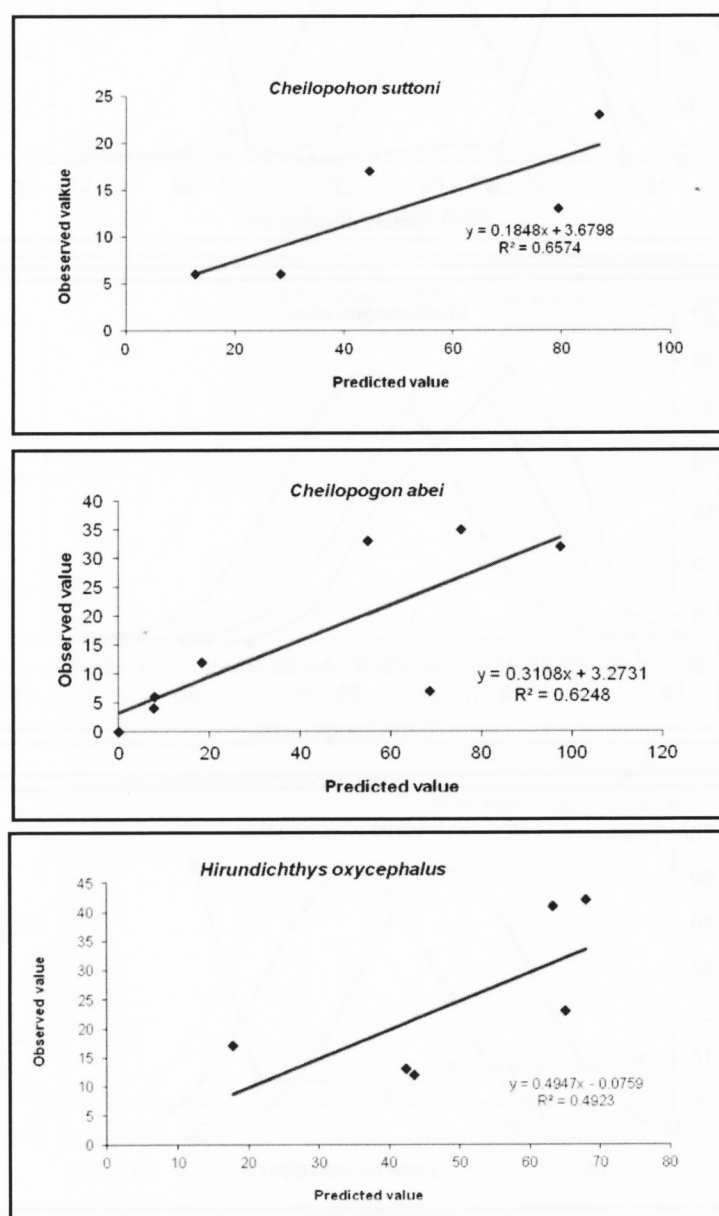 Cheilopohon suttoni
25
20
15
10
5
0
Obeserved valkue
0 20 40 60 80 100
y = 0.1848x + 3.6798
R² = 0.6574
Predicted value
Cheilopogon abei
40
35
30
25
20
15
10
5
0
Observed value
0 20 40 60 80 100 120
y = 0.3108x + 3.2731
R² = 0.6248
Predicted value
Hirundichthys oxycephalus
45
40
35
30
25
20
15
10
5
0
Observed value
0 10 20 30 40 50 60 70 80
y = 0.4947x - 0.0759
R² = 0.4923
Predicted value